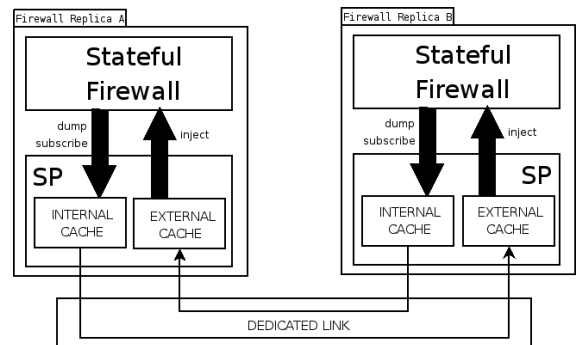 Firewall Replica A
Stateful
Firewall
dump
subscribe
inject
SP
INTERNAL
CACHE
EXTERNAL
CACHE
Firewall Replica B
Stateful
Firewall
dump
subscribe
inject
SP
INTERNAL
CACHE
EXTERNAL
CACHE
DEDICATED LINK